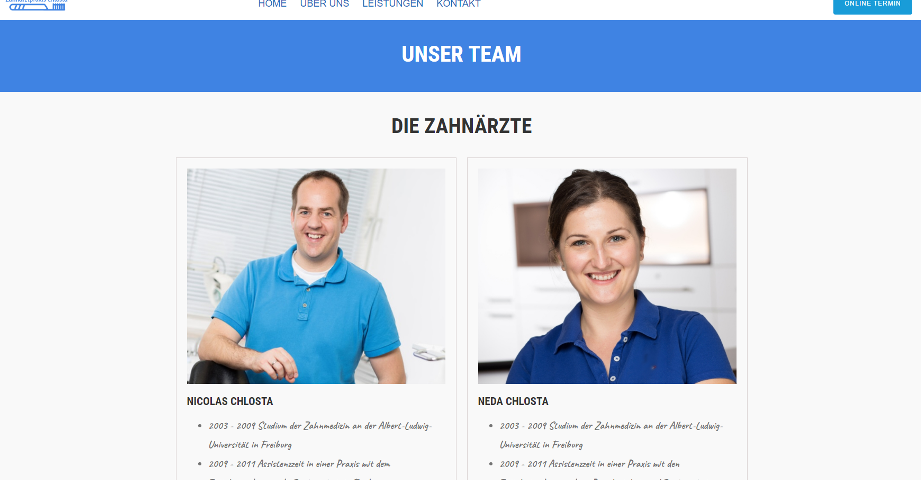 HOME ÜBER UNS LEISTUNGEN KONTAKT
ONLINE TERMIN
UNSER TEAM
DIE ZAHNÄRZTE
NICOLAS CHLOSTA
2003 - 2009 Studium der Zahnmedizin an der Albert-Ludwig-
Universität in Freiburg
2009 - 2011 Assistenzzeit in einer Praxis mit dem
NEDA CHLOSTA
2003 - 2009 Studium der Zahnmedizin an der Albert-Ludwig-
Universität in Freiburg
2009 - 2011 Assistenzzeit in einer Praxis mit den